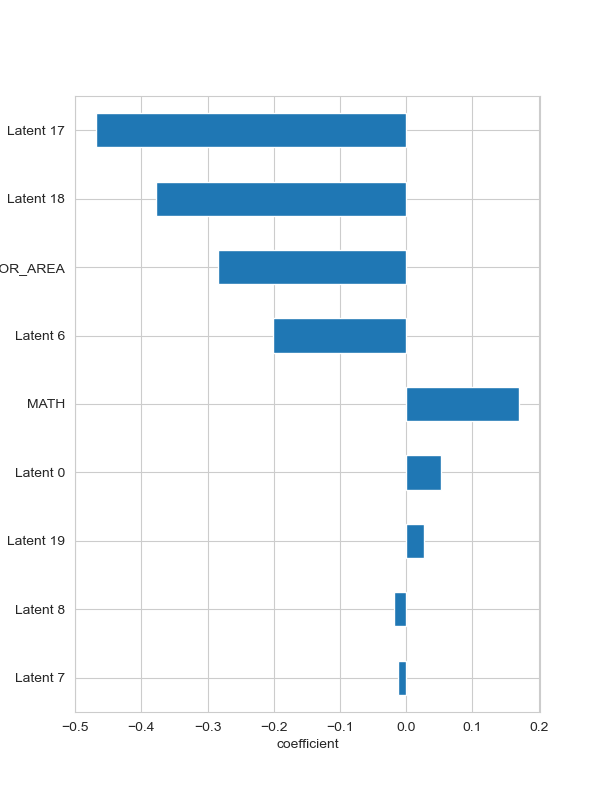 Latent 17
Latent 18
OR_AREA
Latent 6
MATH
Latent 0
Latent 19
Latent 8
Latent 7
−0.5 −0.4 −0.3 −0.2 −0.1 0.0 0.1 0.2
coefficient